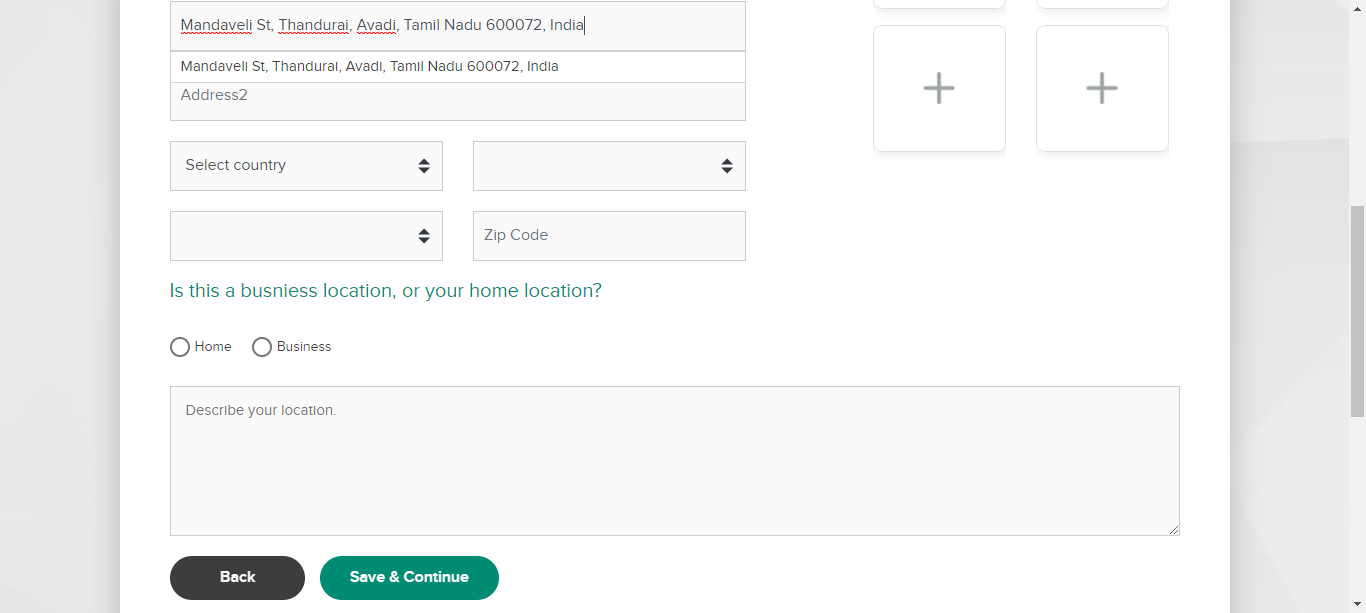 Mandaveli St, Thandurai, Avadi, Tamil Nadu 600072, India
Mandaveli St, Thandurai, Avadi, Tamil Nadu 600072, India
Address2
Select country
Zip Code
Is this a busniess location, or your home location?
Home Business
Describe your location.
Back Save & Continue